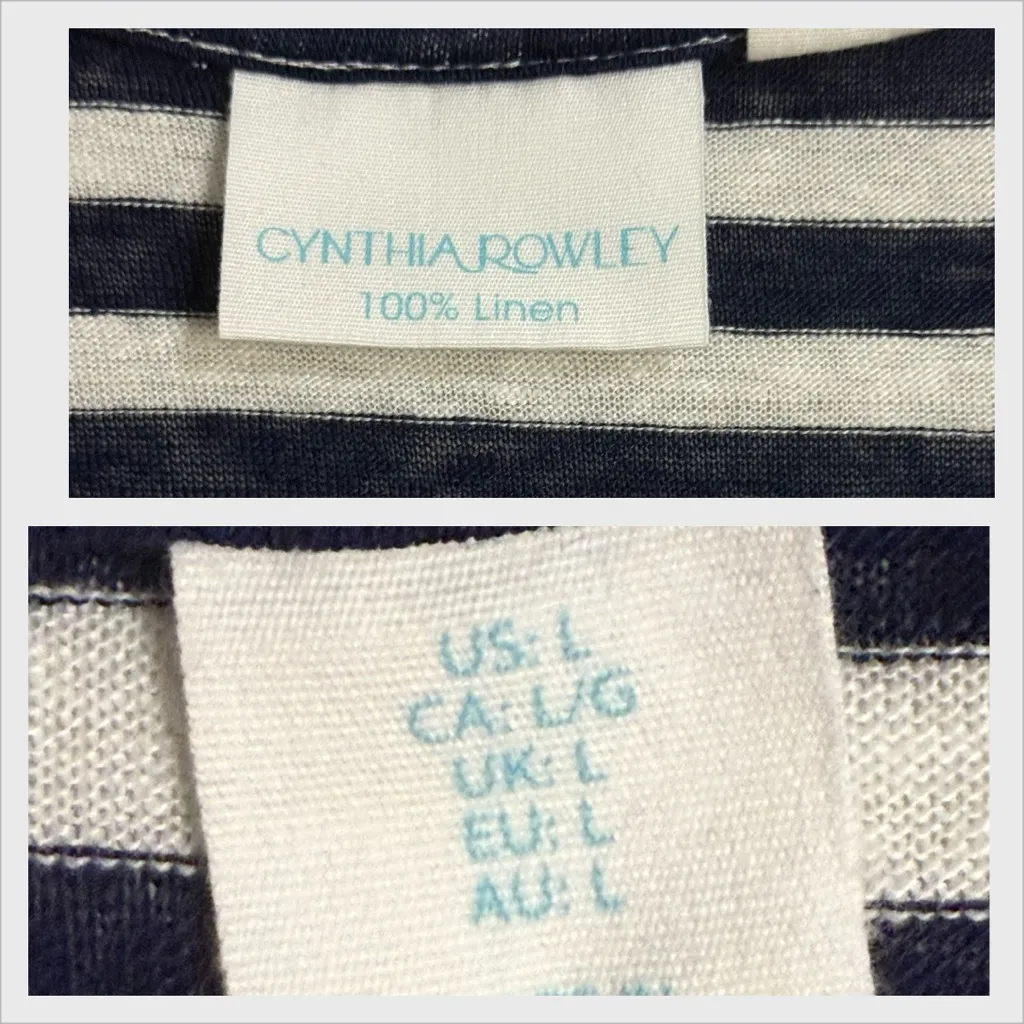 CYNTHIA ROWLEY
100% Linen
US: L
CA: L/G
UK: L
EU: L
AU: L